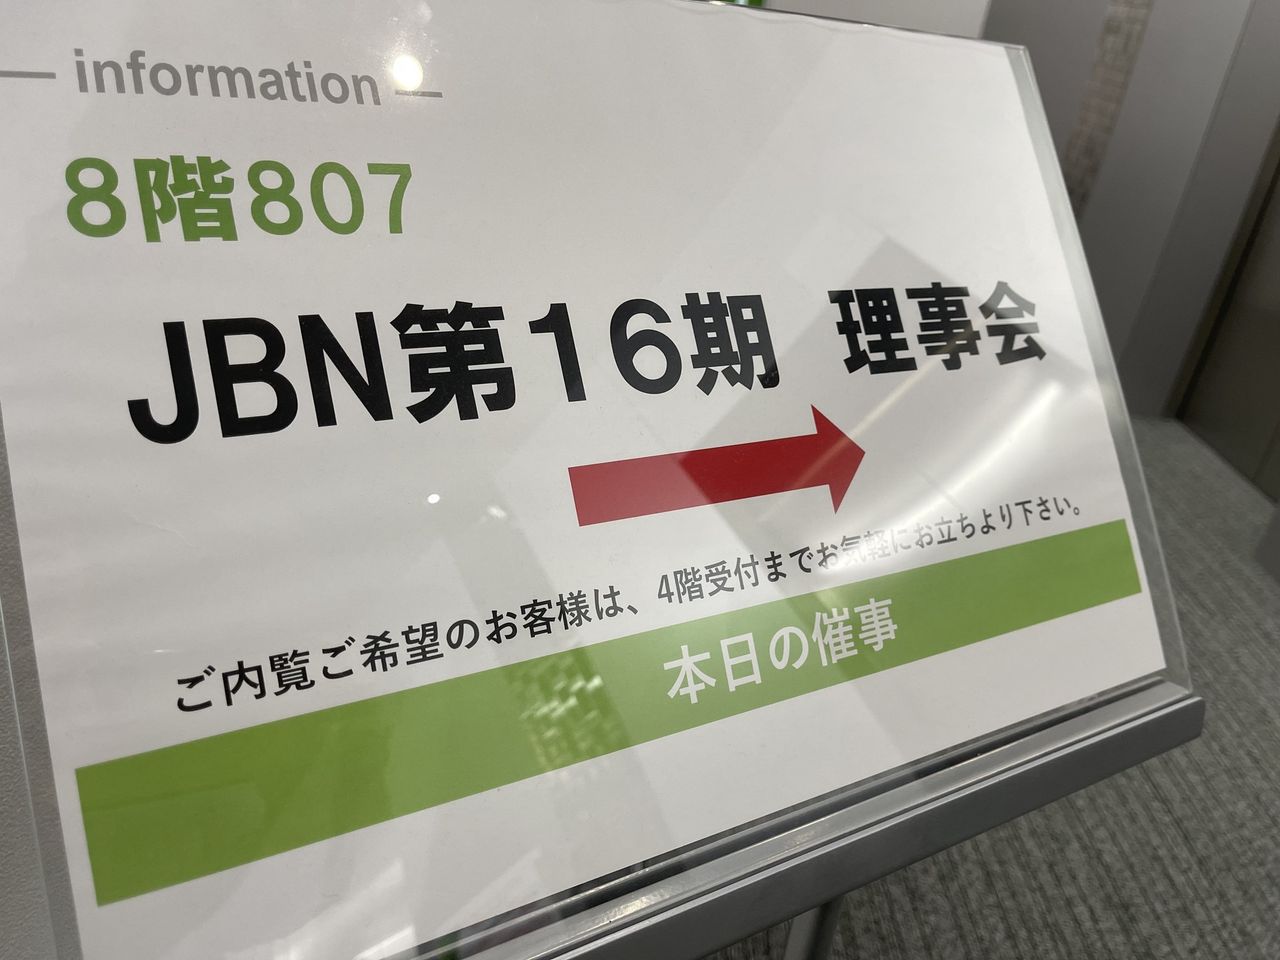 information
8階807
JBN第16期 理事会
ご内覧ご希望のお客様は、4階受付までお気軽にお立ちより下さい。
本日の催事